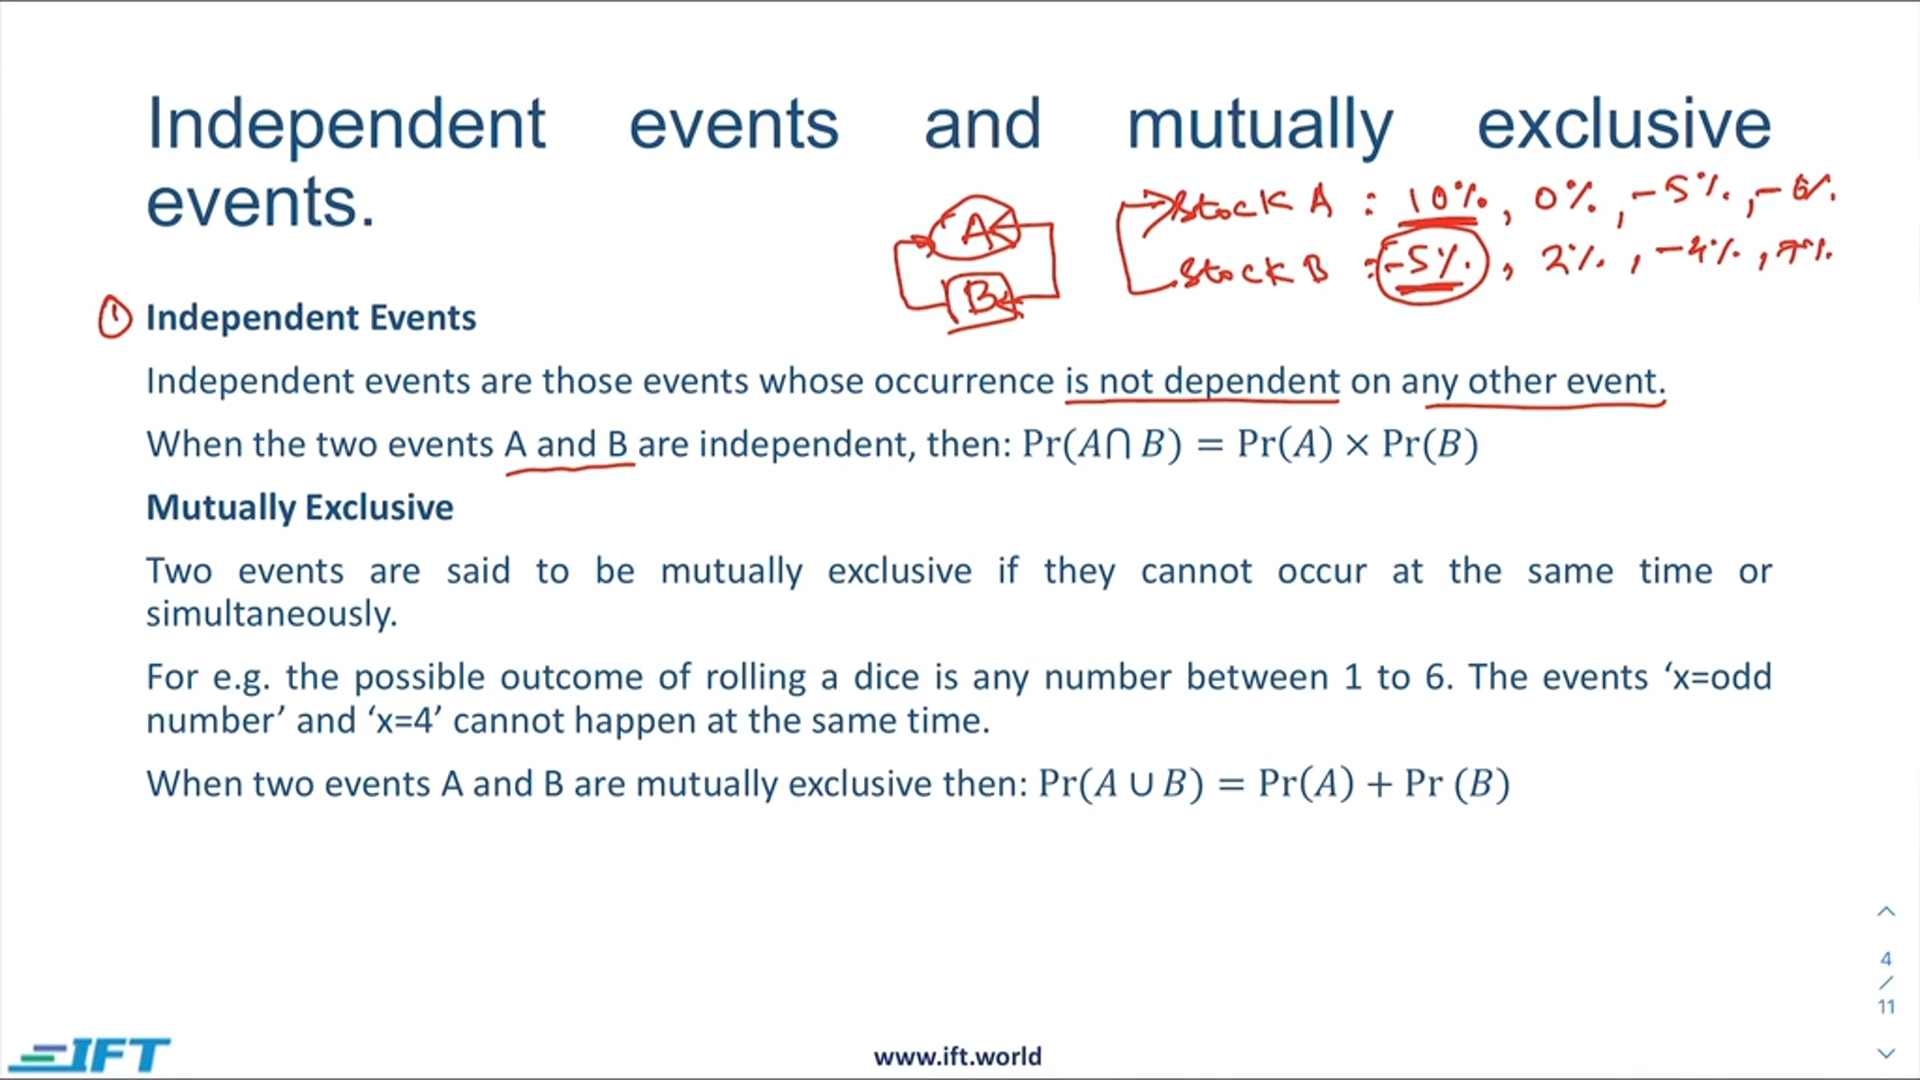 Independent events and mutually exclusive
events.
A
B
Stock A : 10%, 0%, -5%, -6%
Stock B : -5%, 2%, -4%, 7%
1 Independent Events
Independent events are those events whose occurrence is not dependent on any other event.
When the two events A and B are independent, then: Pr(A∩ B) = Pr(A) × Pr(B)
Mutually Exclusive
Two events are said to be mutually exclusive if they cannot occur at the same time or
simultaneously.
For e.g. the possible outcome of rolling a dice is any number between 1 to 6. The events ‘x=odd
number’ and ‘x=4’ cannot happen at the same time.
When two events A and B are mutually exclusive then: Pr(A ∪ B) = Pr(A) + Pr (B)
4
/
11
IFT
www.ift.world